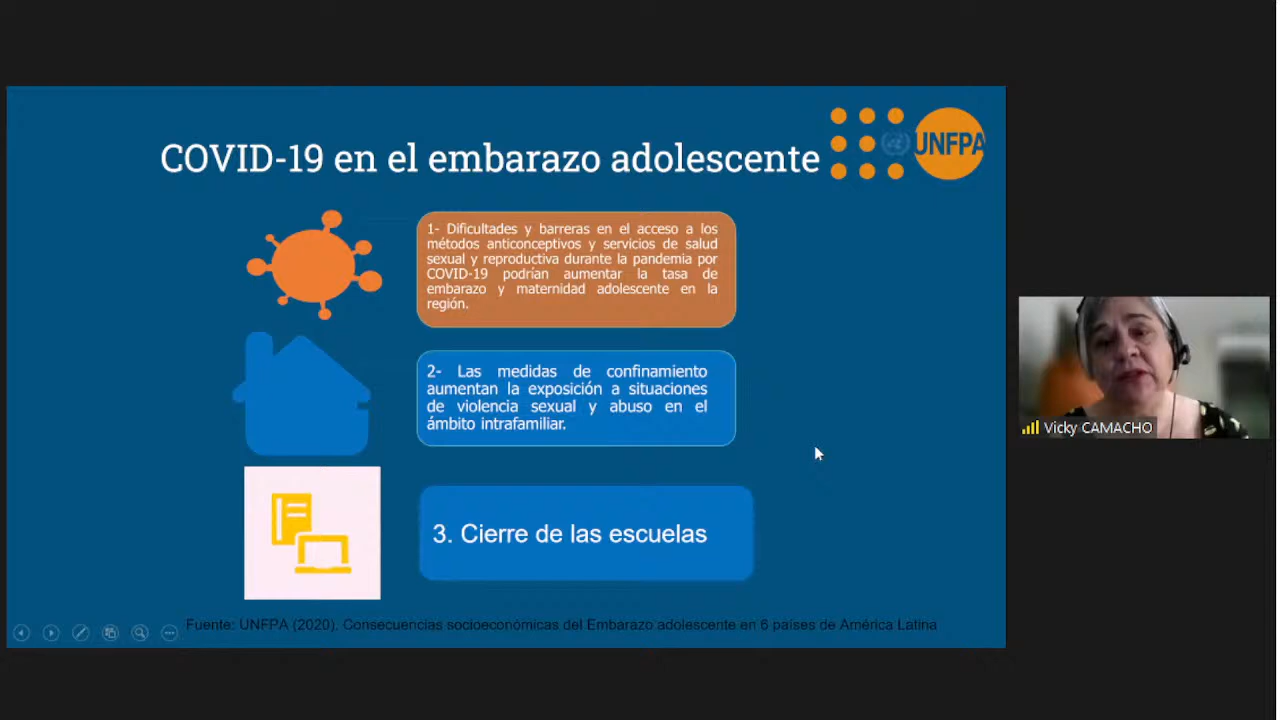 COVID-19 en el embarazo adolescente
UNFPA
1- Dificultades y barreras en el acceso a los
métodos anticonceptivos y servicios de salud
sexual y reproductiva durante la pandemia por
COVID-19 podrían aumentar la tasa de
embarazo y maternidad adolescente en la
región.
2- Las medidas de confinamiento
aumentan la exposición a situaciones
de violencia sexual y abuso en el
ámbito intrafamiliar.
3. Cierre de las escuelas
Fuente: UNFPA (2020). Consecuencias socioeconómicas del Embarazo adolescente en 6 países de América Latina
Vicky CAMACHO